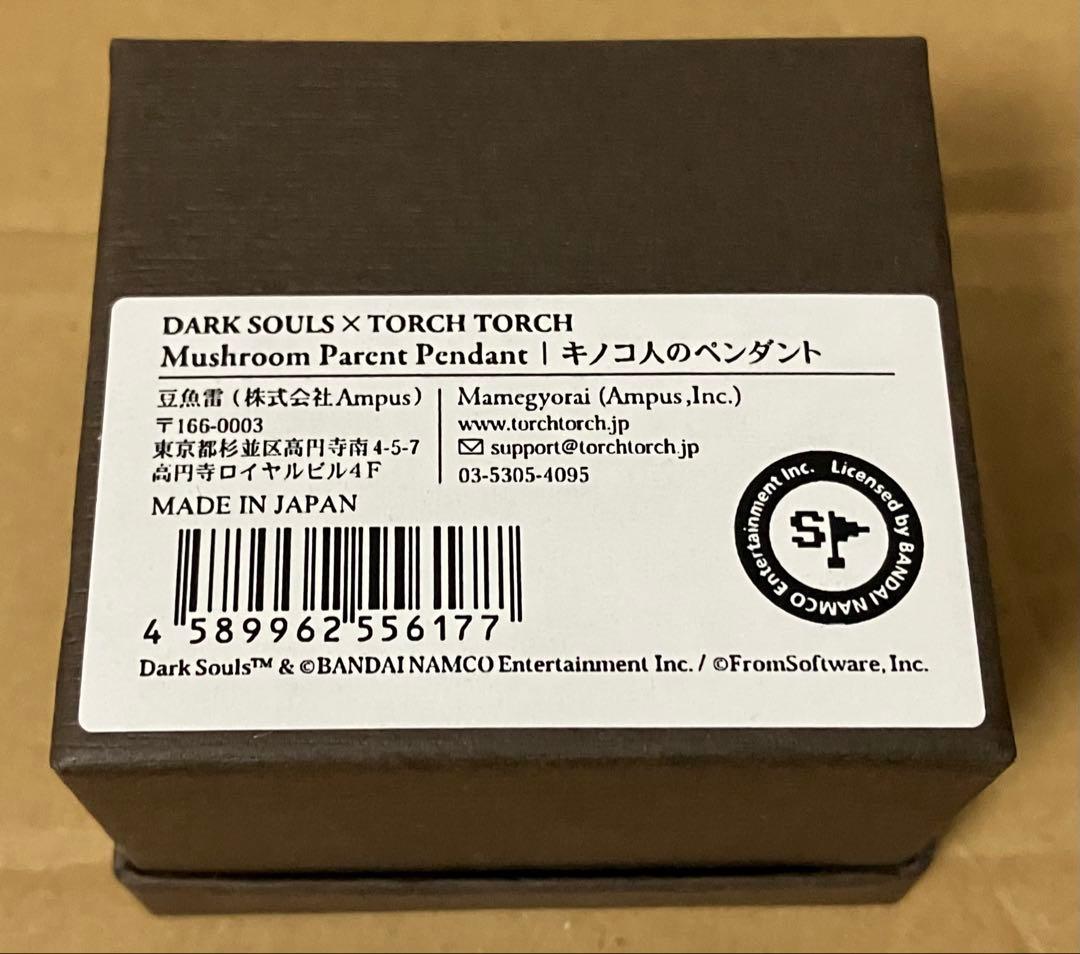 DARK SOULS × TORCH TORCH
Mushroom Parent Pendant | キノコ人のペンダント
豆魚雷（株式会社Ampus）
〒166-0003
東京都杉並区高円寺南4-5-7
高円寺ロイヤルビル4F
MADE IN JAPAN
Mamegyorai (Ampus,Inc.)
www.torchtorch.jp
✉ support@torchtorch.jp
03-5305-4095
Licensed by BANDAI NAMCO Entertainment Inc.
SP
4 589962 556177
Dark Souls™ & ©BANDAI NAMCO Entertainment Inc. / ©FromSoftware, Inc.